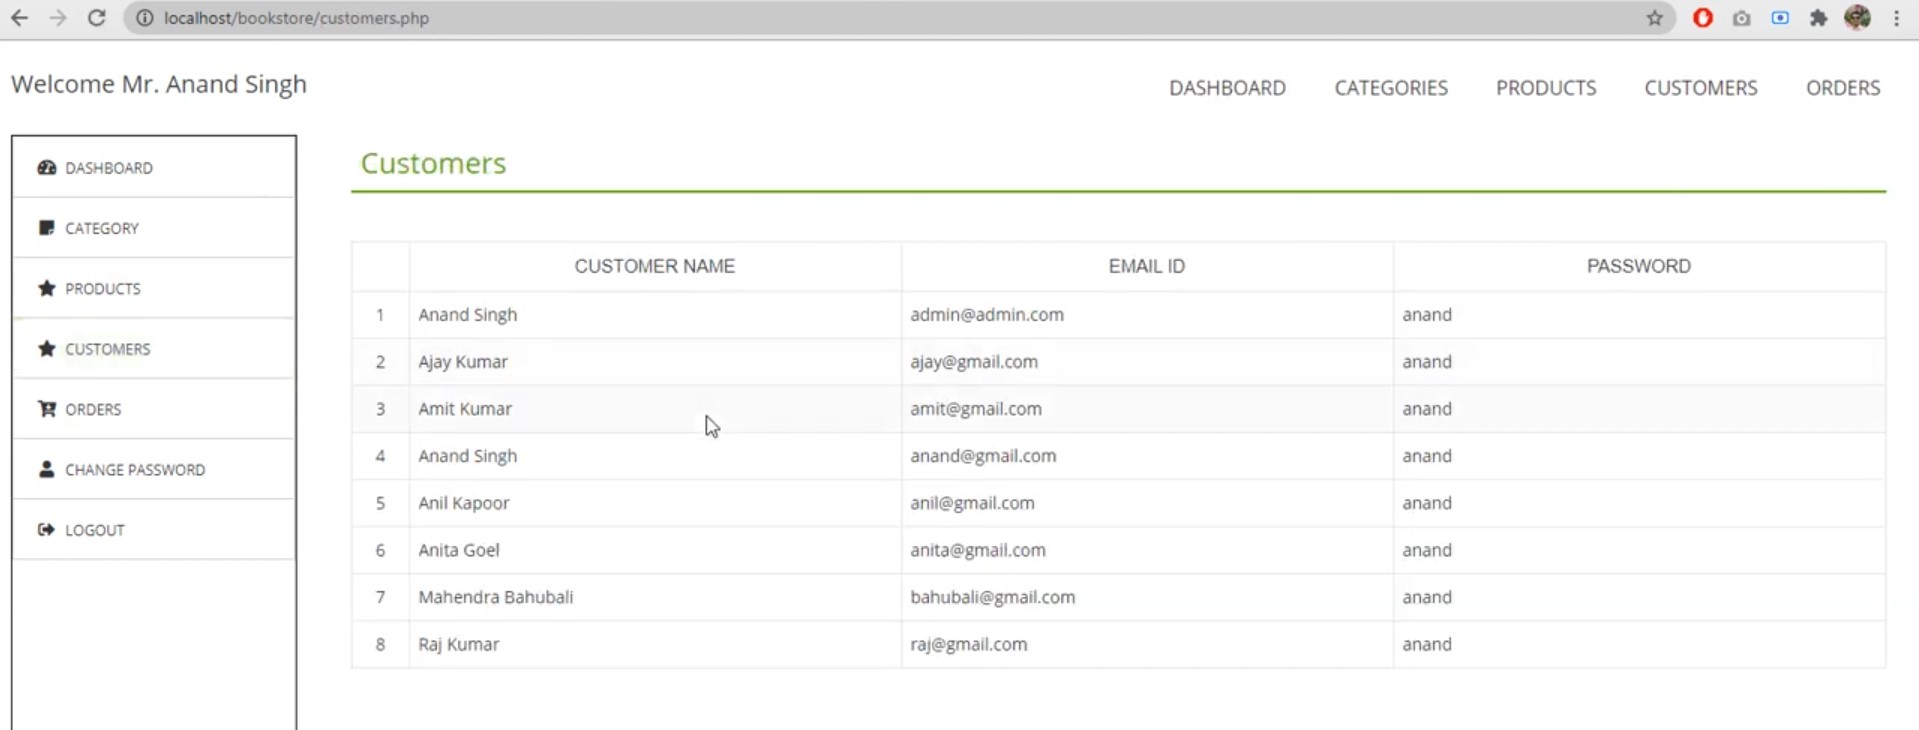 localhost/bookstore/customers.php
Welcome Mr. Anand Singh
DASHBOARD CATEGORIES PRODUCTS CUSTOMERS ORDERS
DASHBOARD
CATEGORY
PRODUCTS
CUSTOMERS
ORDERS
CHANGE PASSWORD
LOGOUT
Customers
CUSTOMER NAME EMAIL ID PASSWORD
1 Anand Singh admin@admin.com anand
2 Ajay Kumar ajay@gmail.com anand
3 Amit Kumar amit@gmail.com anand
4 Anand Singh anand@gmail.com anand
5 Anil Kapoor anil@gmail.com anand
6 Anita Goel anita@gmail.com anand
7 Mahendra Bahubali bahubali@gmail.com anand
8 Raj Kumar raj@gmail.com anand